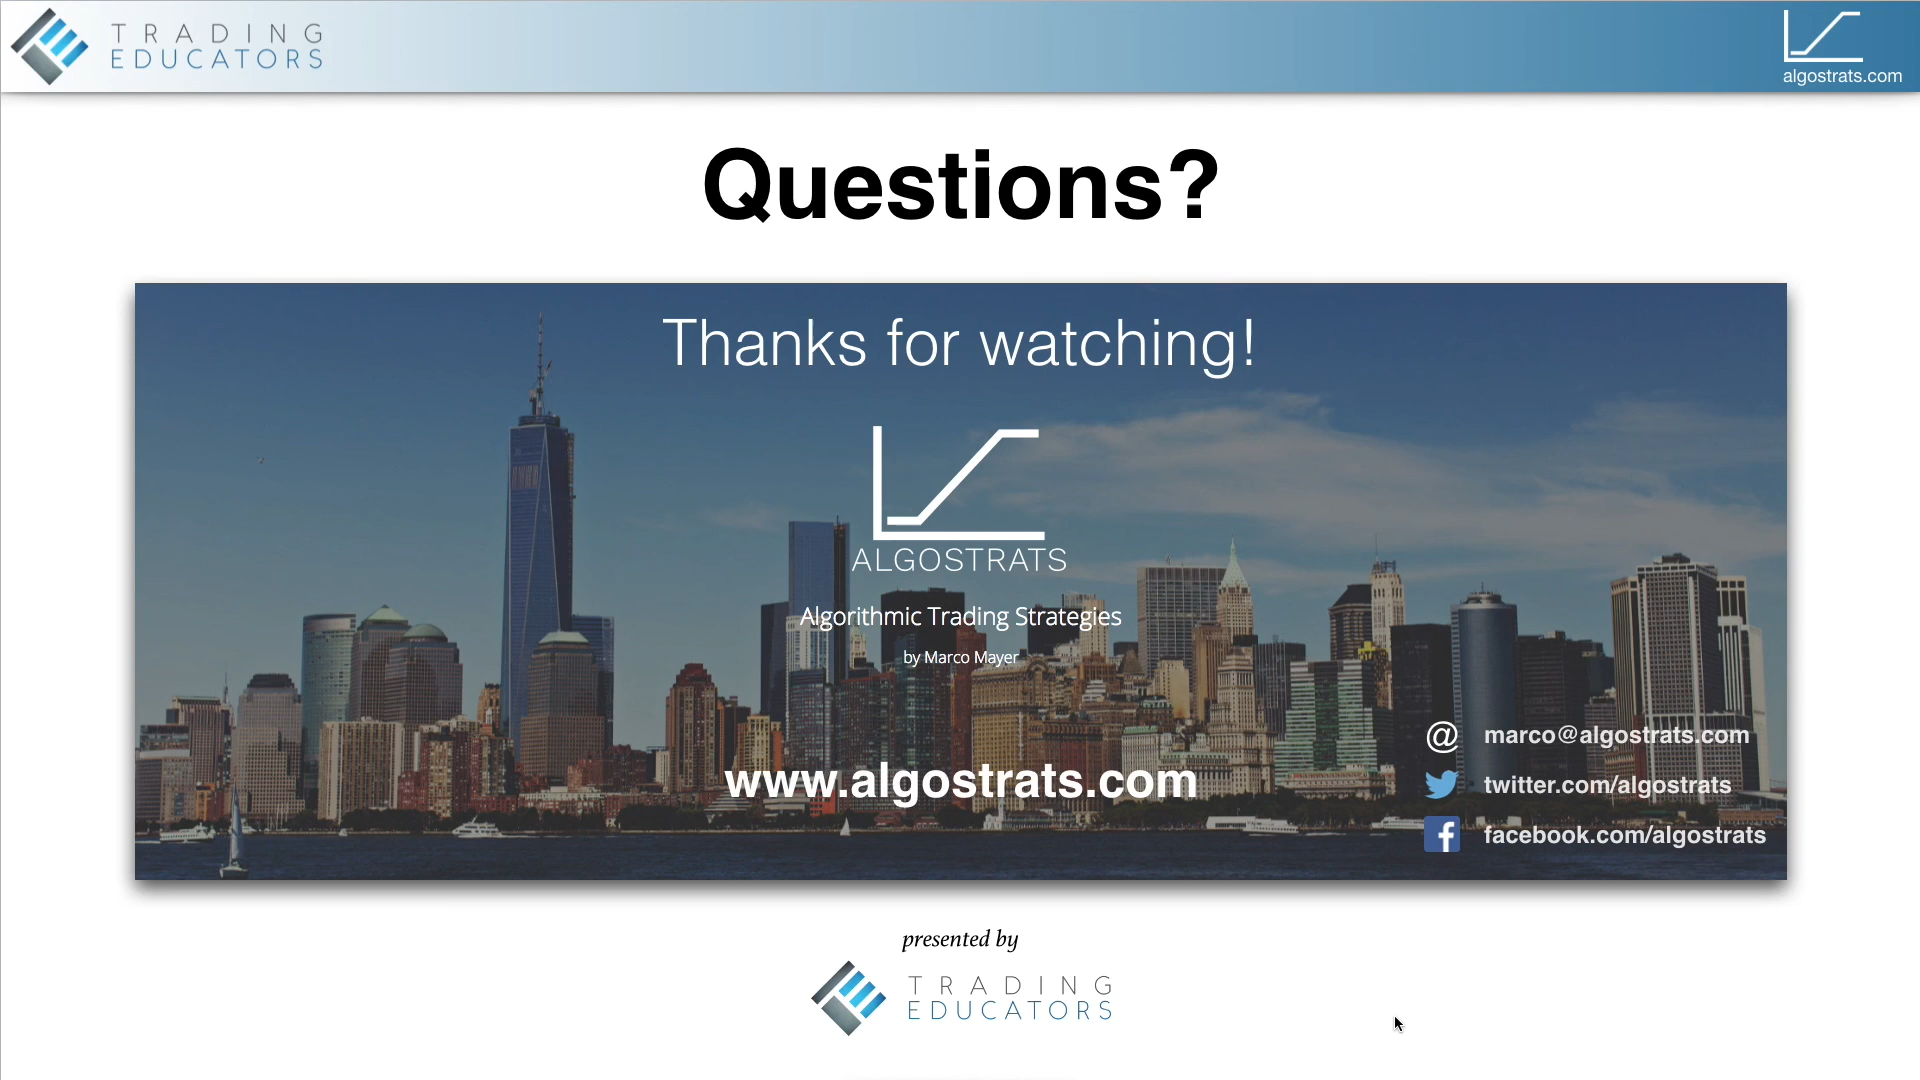 TRADING
EDUCATORS
algostrats.com
Questions?
Thanks for watching!
ALGOSTRATS
Algorithmic Trading Strategies
by Marco Mayer
www.algostrats.com
@ marco@algostrats.com
twitter.com/algostrats
facebook.com/algostrats
presented by
TRADING
EDUCATORS